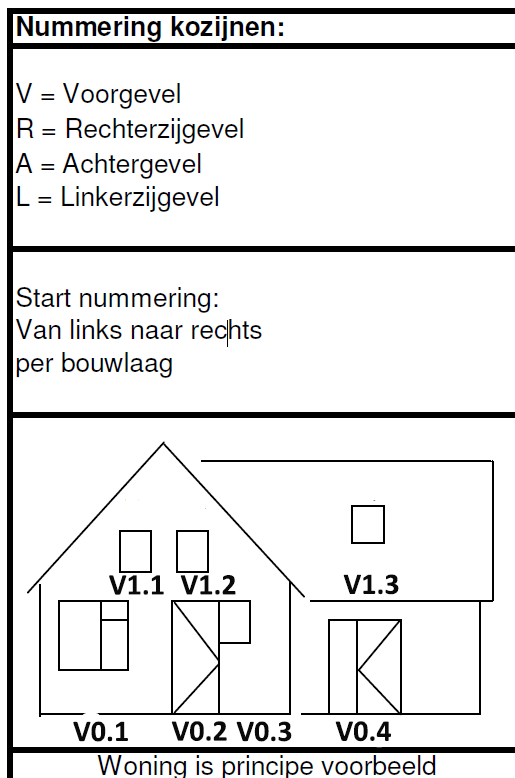 Nummering kozijnen:
V = Voorgevel
R = Rechterzijgevel
A = Achtergevel
L = Linkerzijgevel
Start nummering:
Van links naar rechts
per bouwlaag
V1.1 V1.2 V1.3
V0.1 V0.2 V0.3 V0.4
Woning is principe voorbeeld